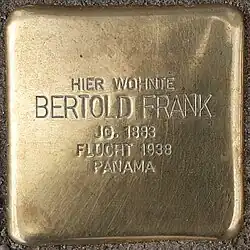 HIER WOHNTE
BERTOLD FRANK
JG. 1883
FLUCHT 1938
PANAMA